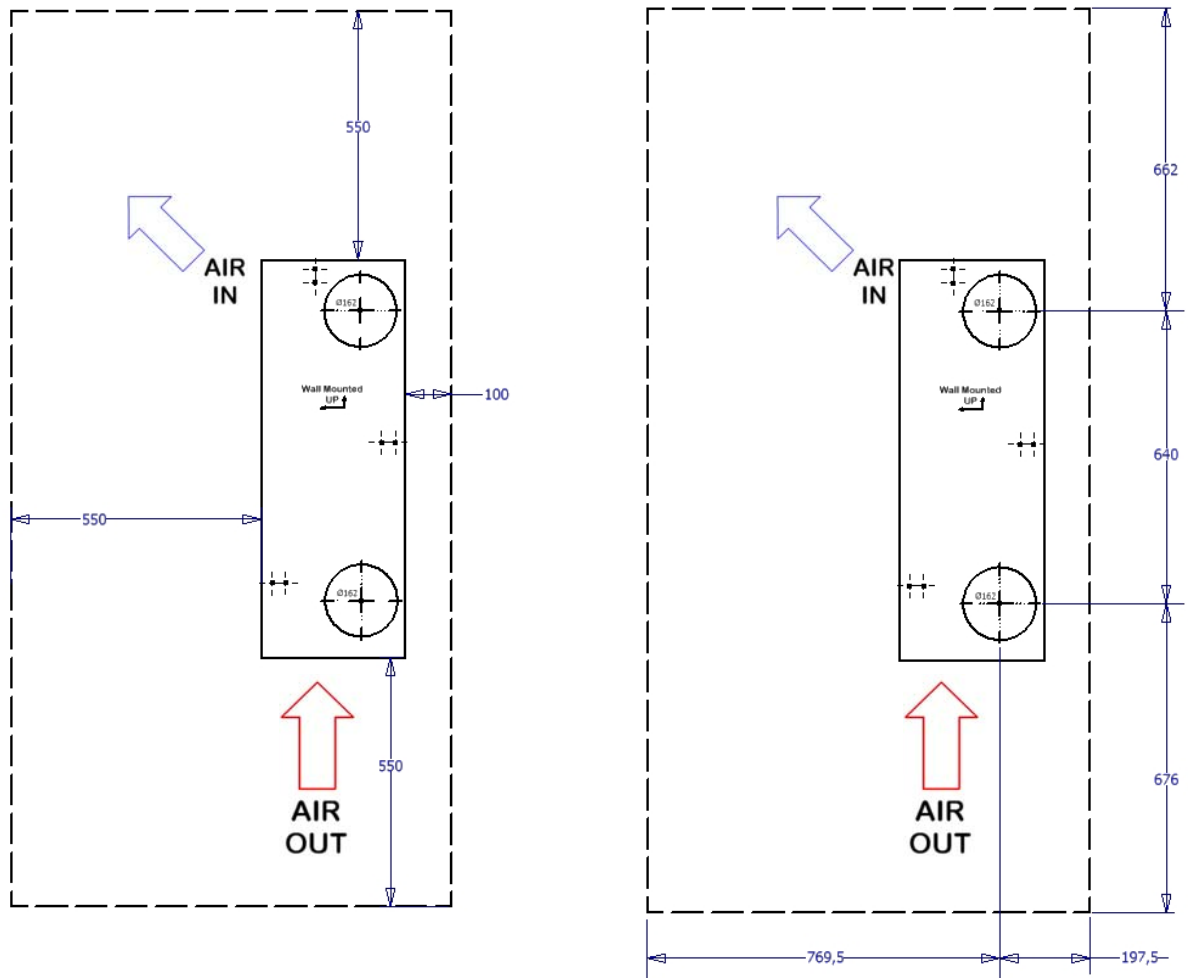 550
AIR
IN
Ø162
Wall Mounted
UP
100
550
Ø162
550
AIR
OUT
662
AIR
IN
Ø162
Wall Mounted
UP
640
Ø162
676
AIR
OUT
769,5
197,5